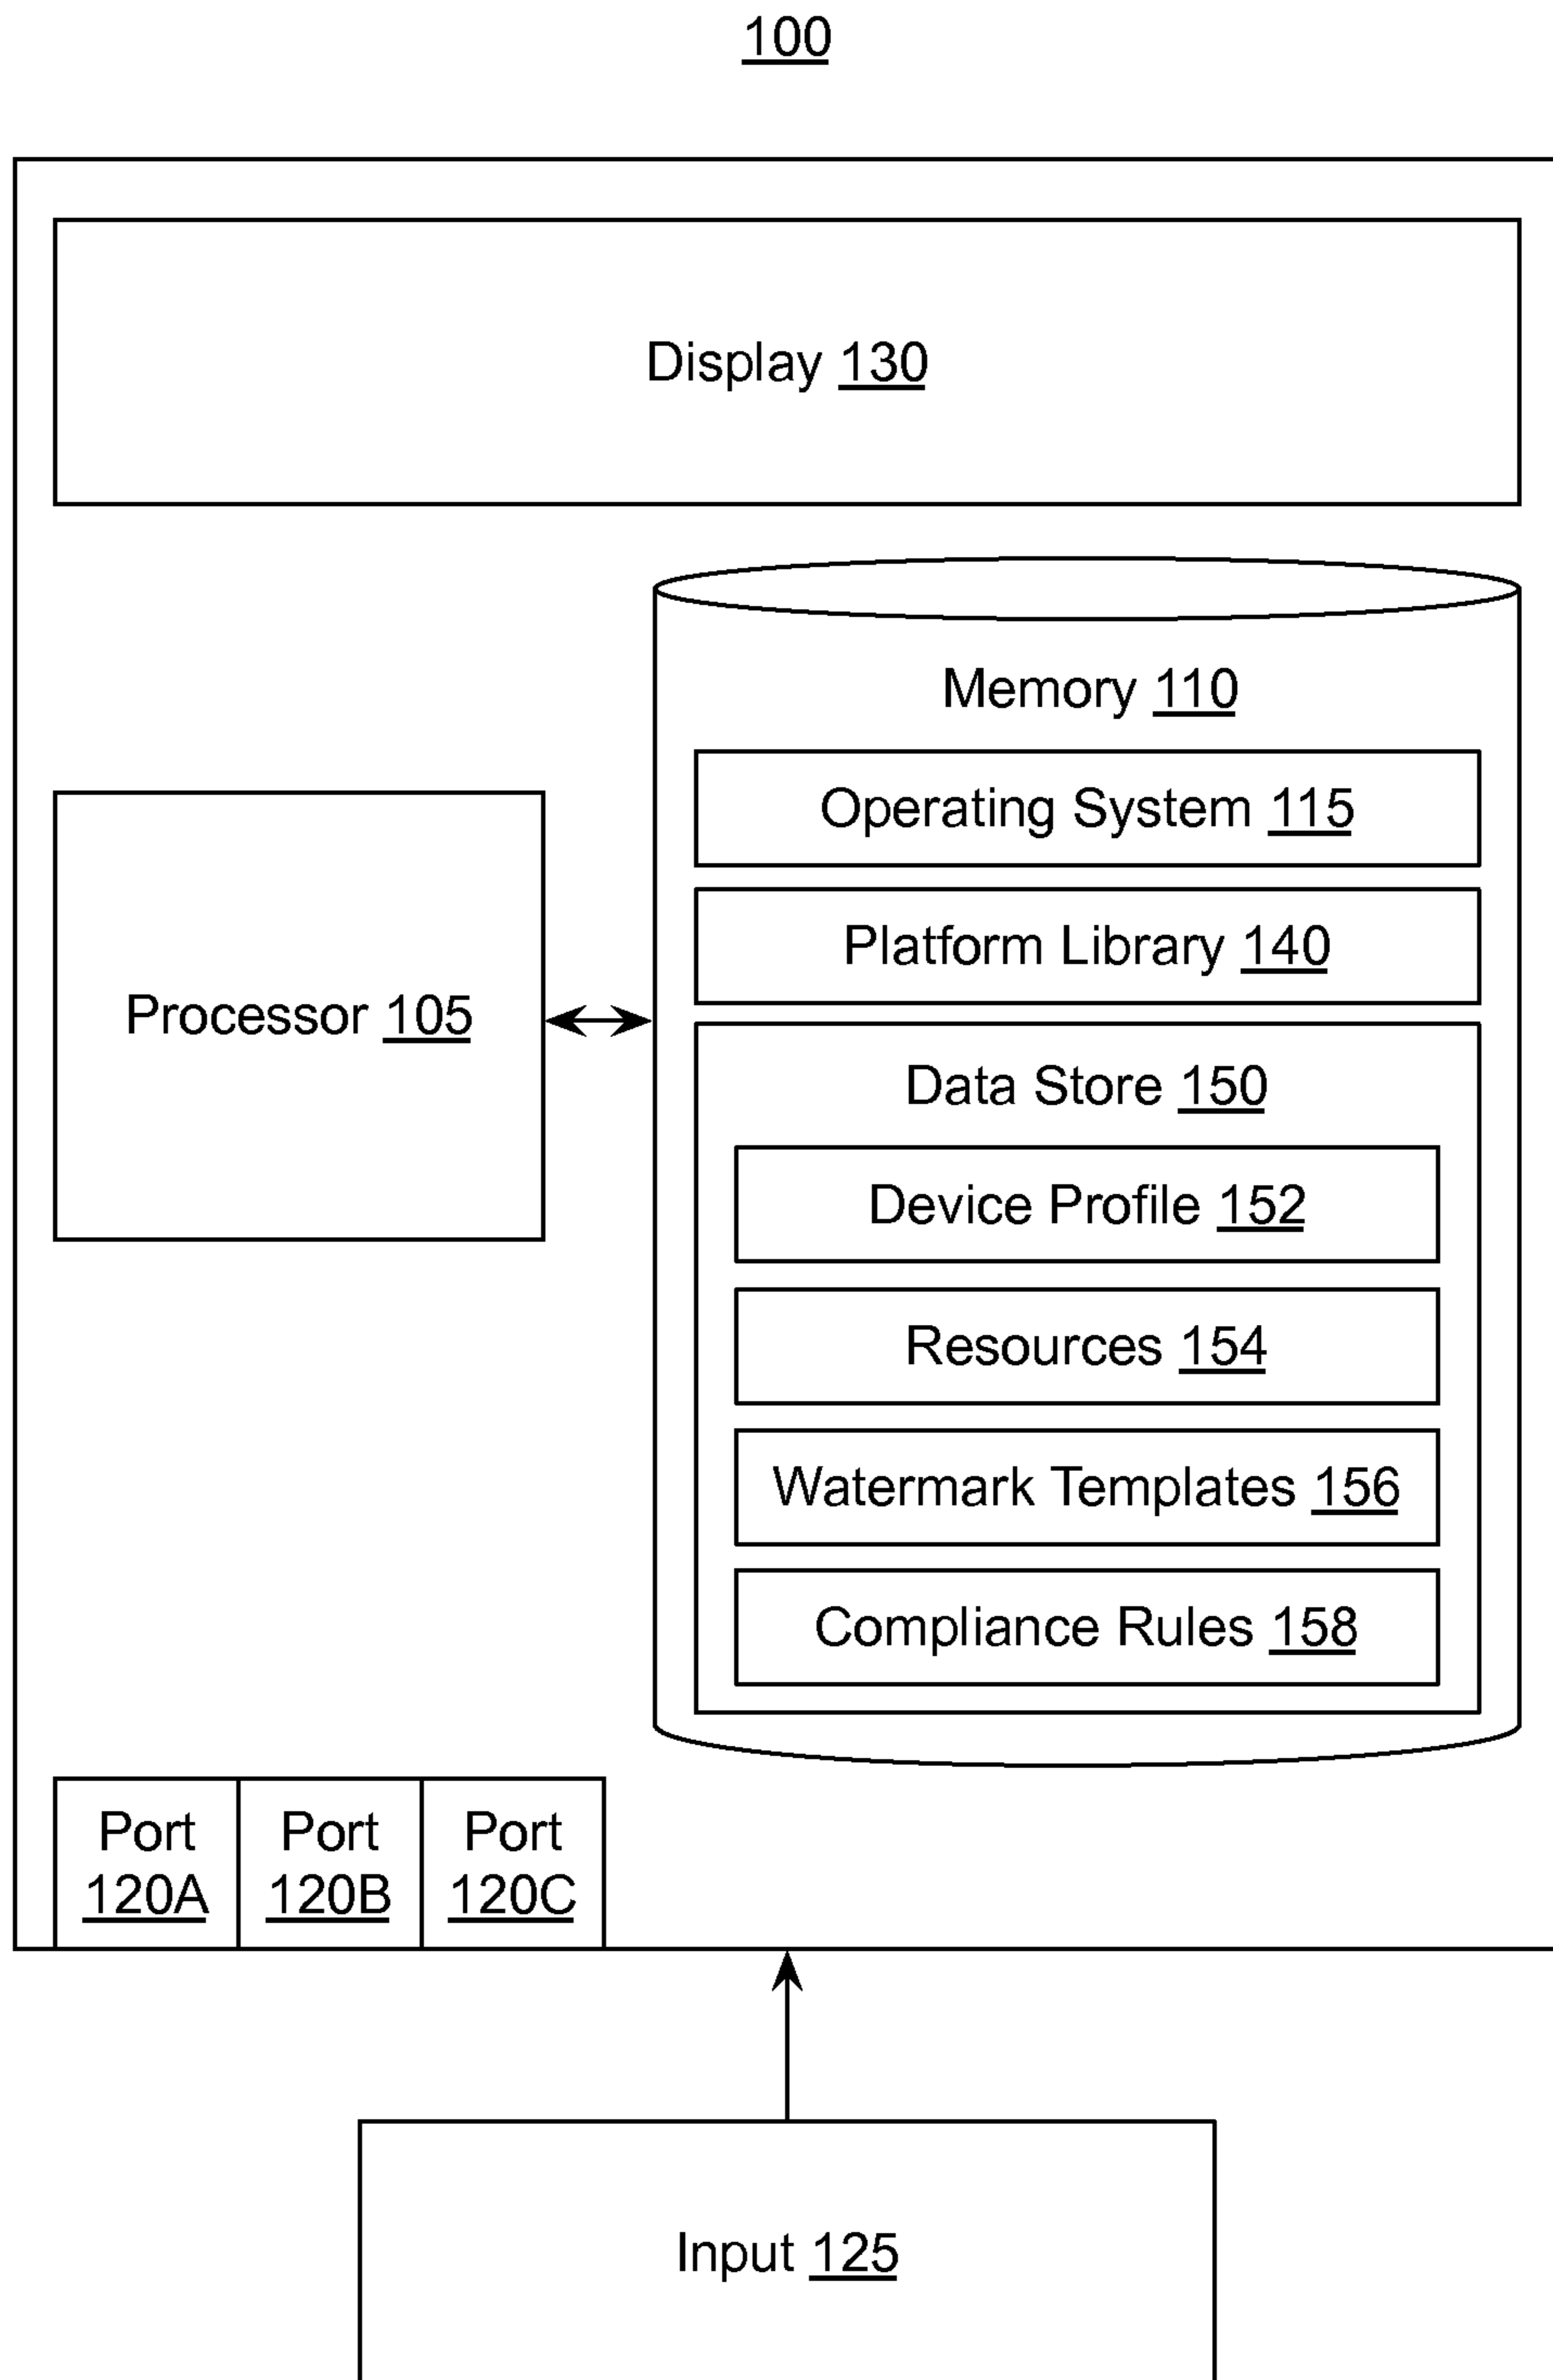 100
Display 130
Memory 110
Operating System 115
Platform Library 140
Processor 105
Data Store 150
Device Profile 152
Resources 154
Watermark Templates 156
Compliance Rules 158
Port 120A
Port 120B
Port 120C
Input 125